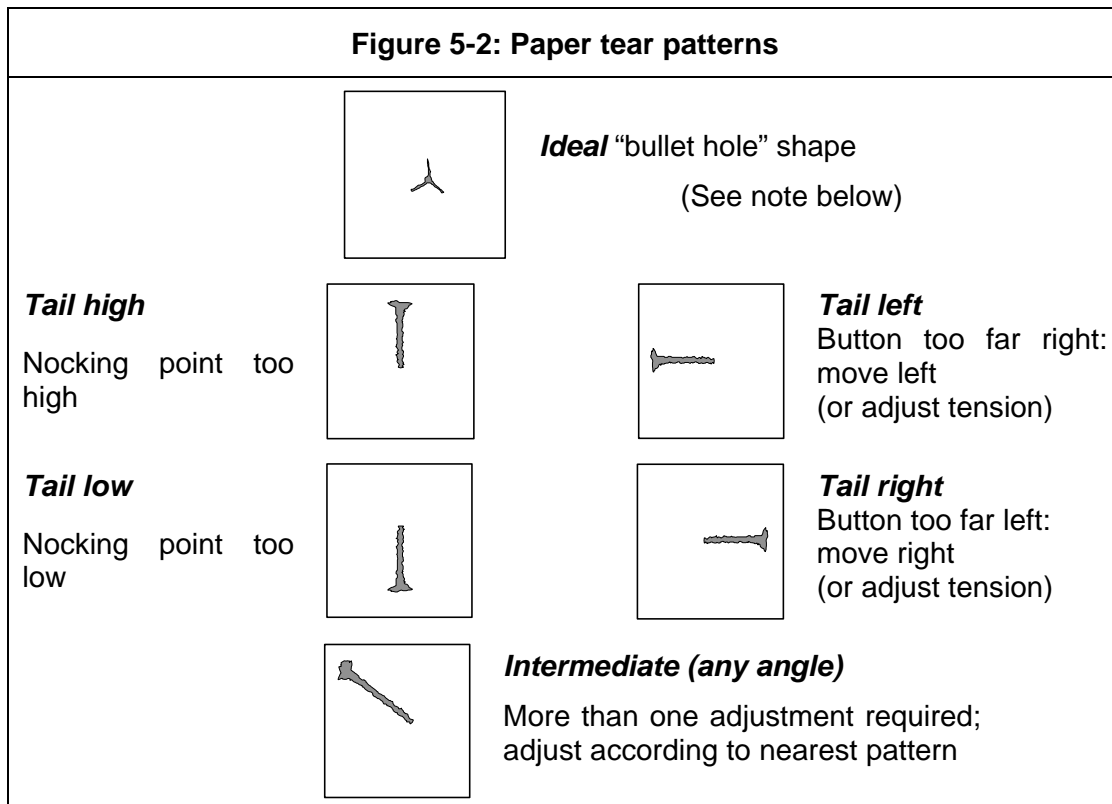 Figure 5-2: Paper tear patterns
Ideal “bullet hole” shape
(See note below)
Tail high
Nocking point too
high
Tail left
Button too far right:
move left
(or adjust tension)
Tail low
Nocking point too
low
Tail right
Button too far left:
move right
(or adjust tension)
Intermediate (any angle)
More than one adjustment required;
adjust according to nearest pattern